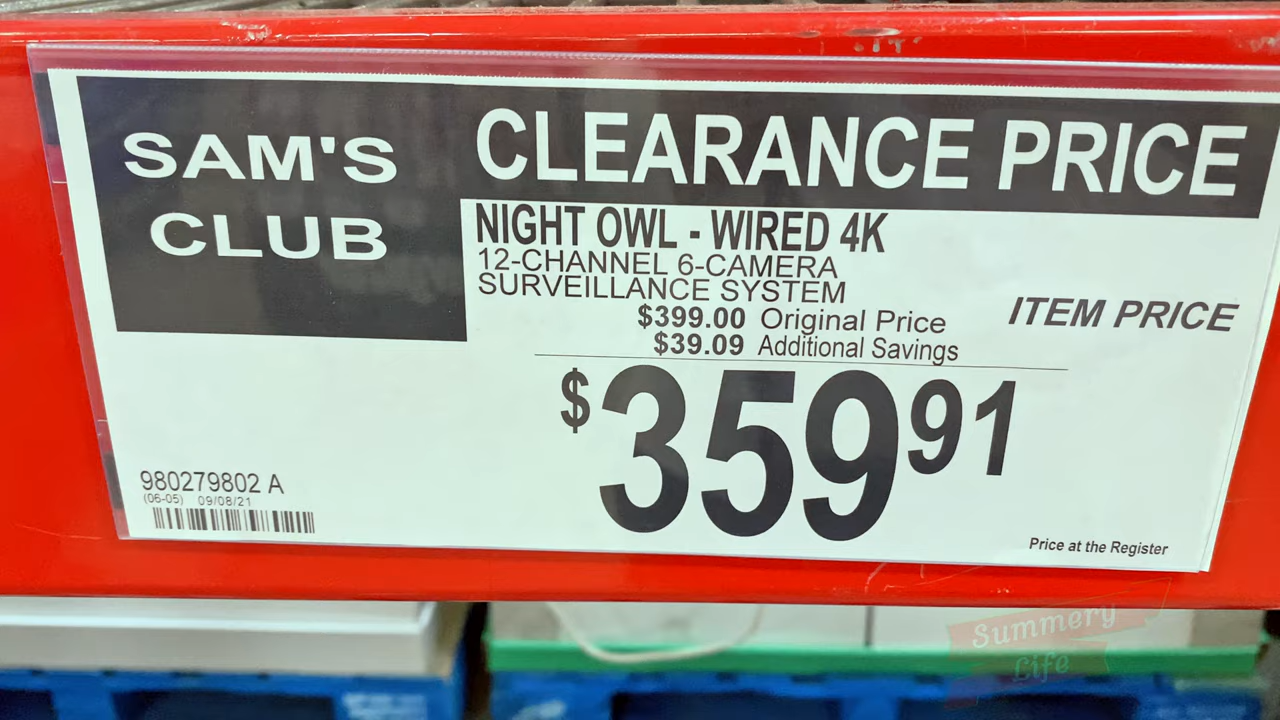 SAM'S
CLUB
CLEARANCE PRICE
NIGHT OWL - WIRED 4K
12-CHANNEL 6-CAMERA
SURVEILLANCE SYSTEM
$399.00 Original Price
$39.09 Additional Savings
ITEM PRICE
$359 91
980279802 A
(06-05) 09/08/21
Price at the Register
Summery
Life